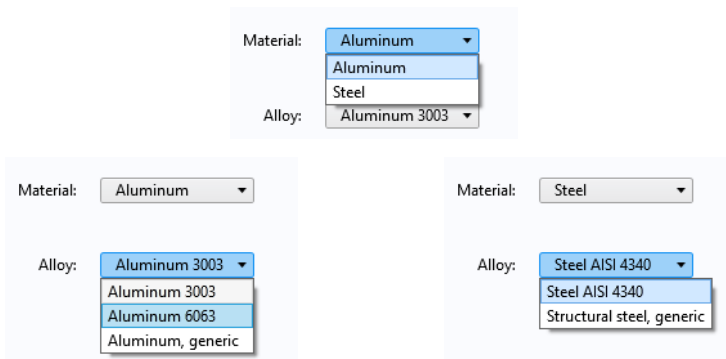 Material: Aluminum
Aluminum
Steel
Alloy: Aluminum 3003
Material: Aluminum
Alloy: Aluminum 3003
Aluminum 3003
Aluminum 6063
Aluminum, generic
Material: Steel
Alloy: Steel AISI 4340
Steel AISI 4340
Structural steel, generic